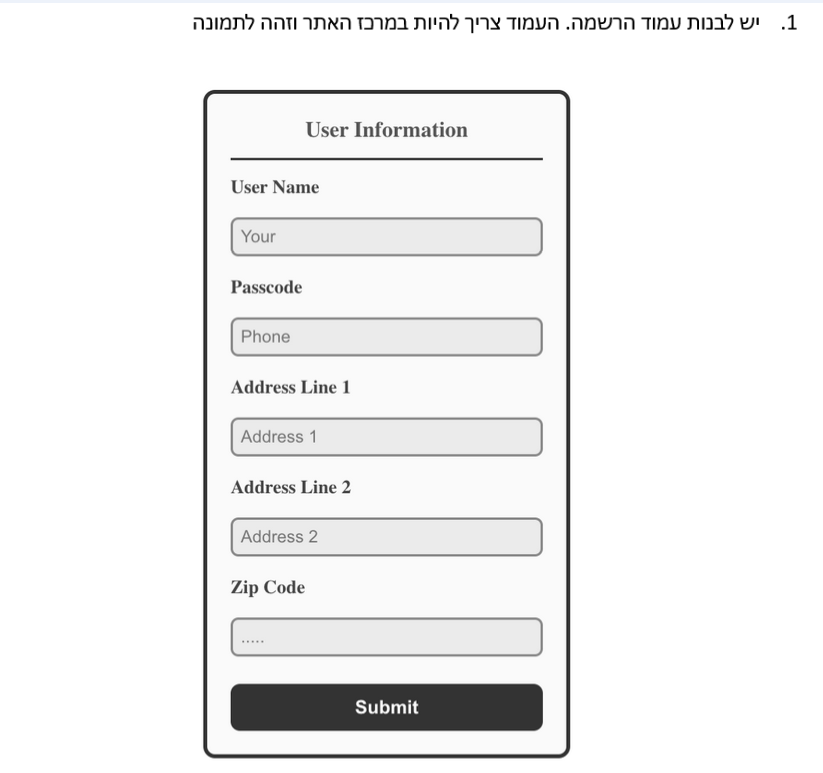 1. יש לבנות עמוד הרשמה. העמוד צריך להיות במרכז האתר וזהה לתמונה
User Information
User Name
Your
Passcode
Phone
Address Line 1
Address 1
Address Line 2
Address 2
Zip Code
.....
Submit